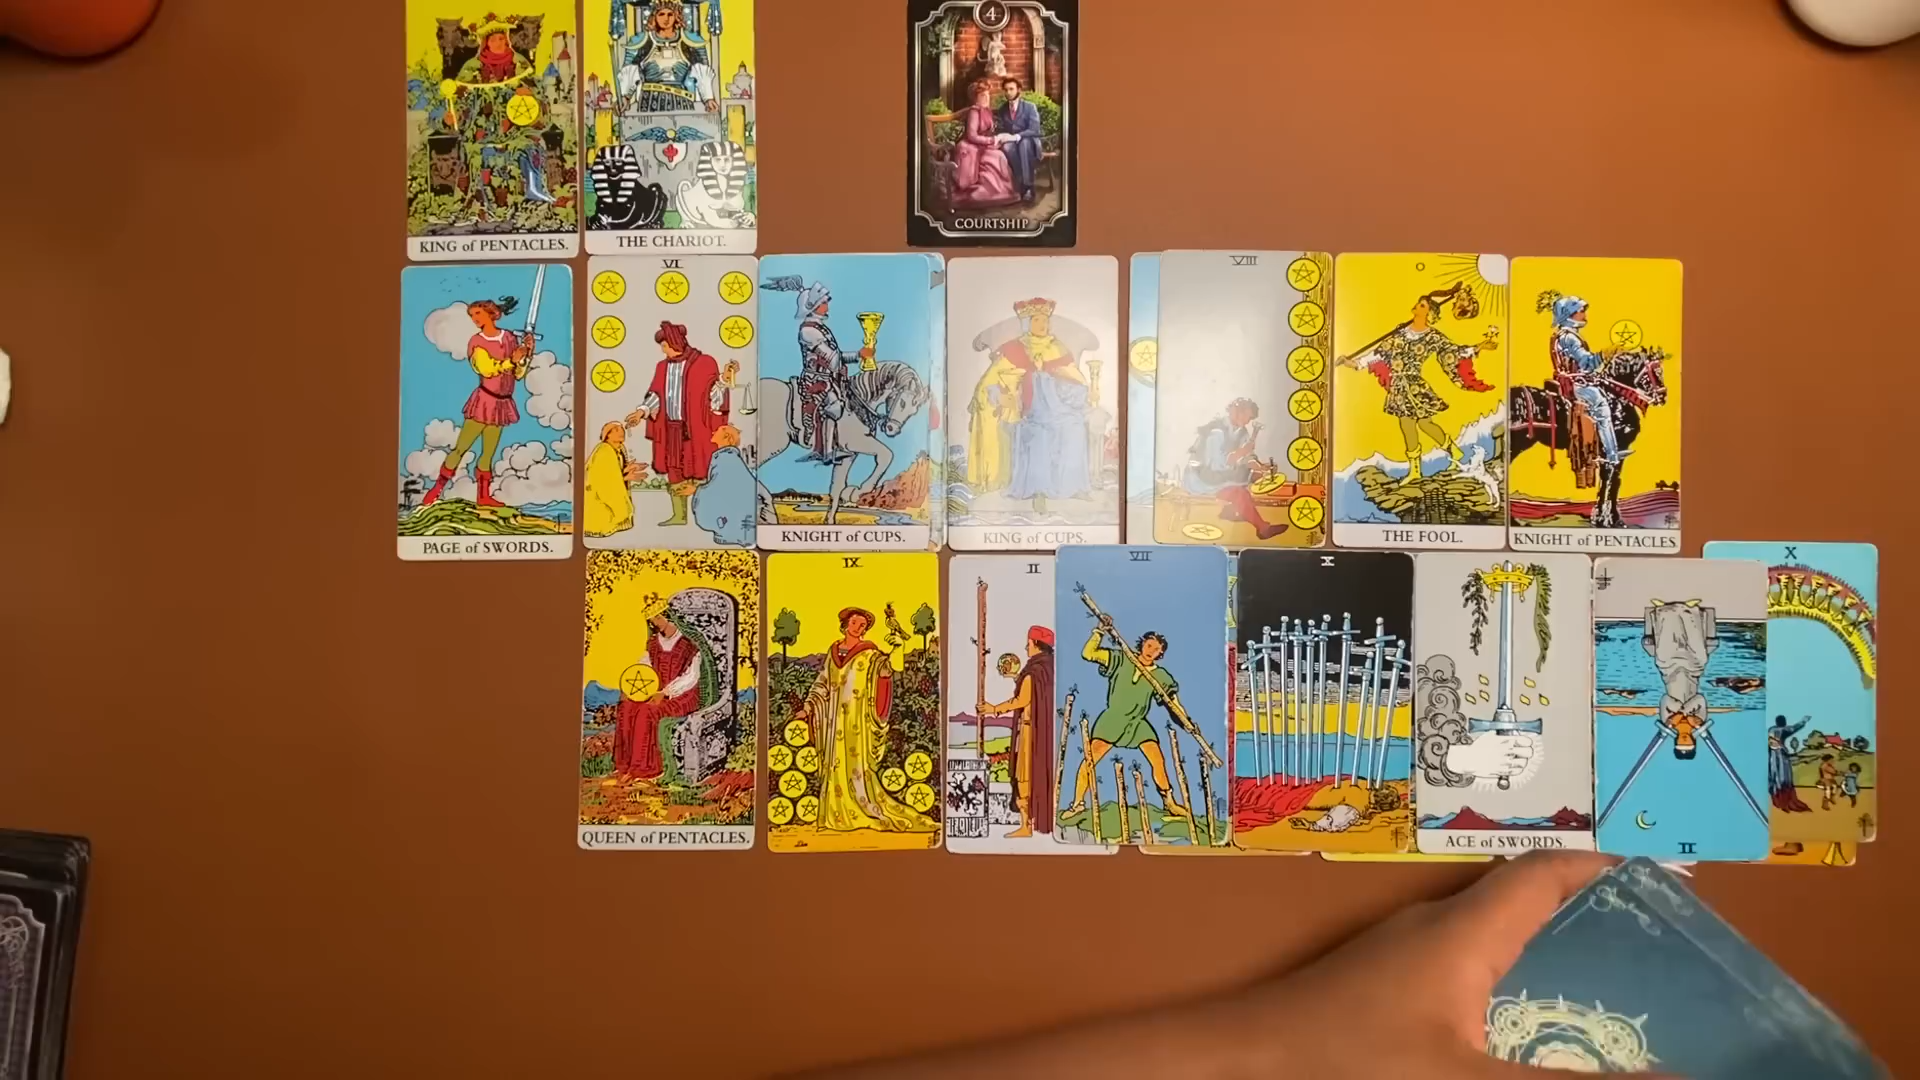 4
KING of PENTACLES.
THE CHARIOT.
COURTSHIP
VI
VIII
O
PAGE of SWORDS.
KNIGHT of CUPS.
KING of CUPS.
THE FOOL.
KNIGHT of PENTACLES
IX
II
VII
X
X
QUEEN of PENTACLES.
ACE of SWORDS.
II